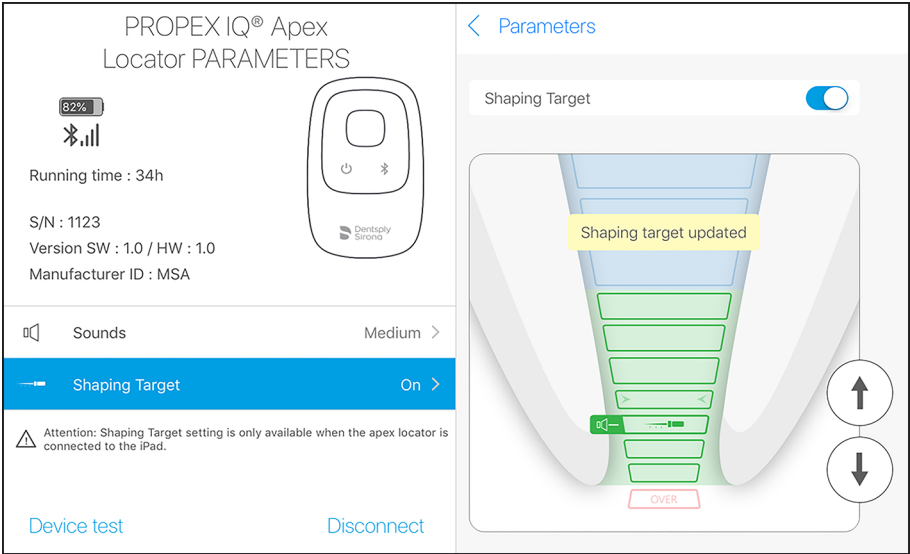 PROPEX IQ® Apex
Locator PARAMETERS
82%
Running time : 34h
S/N : 1123
Version SW : 1.0 / HW : 1.0
Manufacturer ID : MSA
Dentsply
Sirona
Sounds
Medium
Shaping Target
On
Attention: Shaping Target setting is only available when the apex locator is
connected to the iPad.
Device test
Disconnect
Parameters
Shaping Target
Shaping target updated
OVER